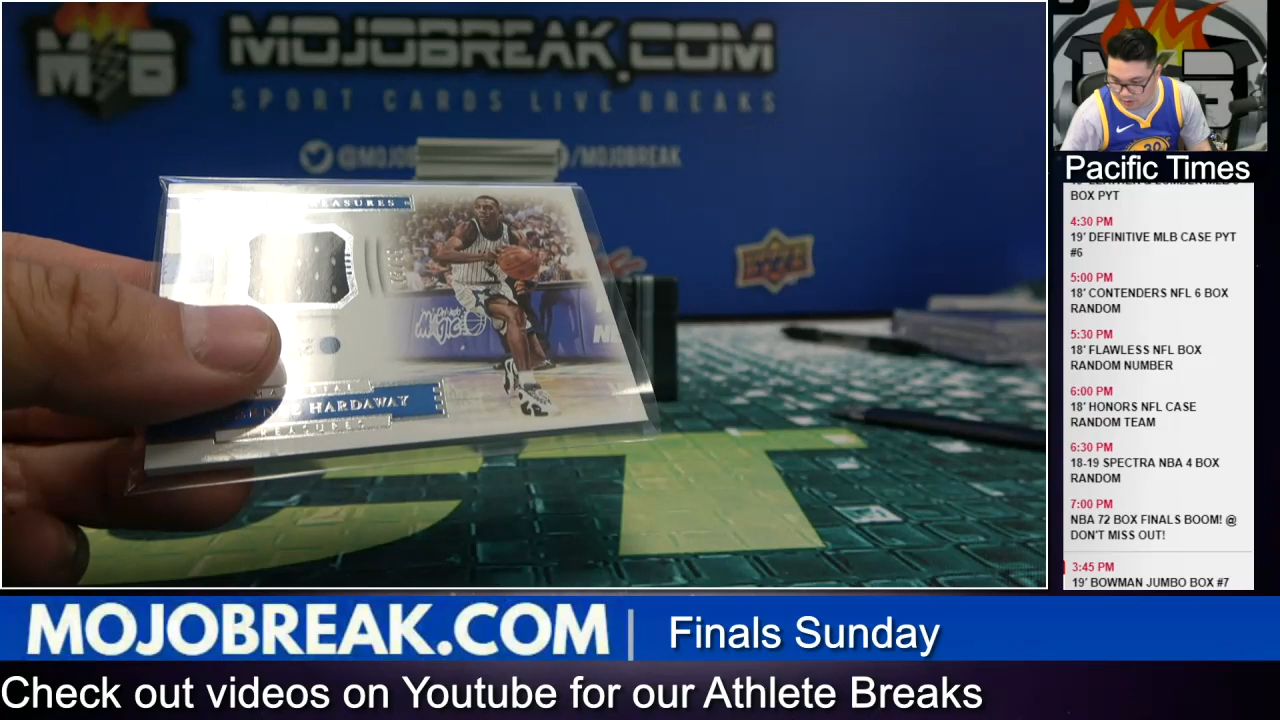 MOJOBREAK.COM
SPORT CARDS LIVE BREAKS
M B
@MOJOB /MOJOBREAK
EASURES
MAGIC
HARDAWAY
MEASURES
Pacific Times
BOX PYT
4:30 PM
19' DEFINITIVE MLB CASE PYT
#6
5:00 PM
18' CONTENDERS NFL 6 BOX
RANDOM
5:30 PM
18' FLAWLESS NFL BOX
RANDOM NUMBER
6:00 PM
18' HONORS NFL CASE
RANDOM TEAM
6:30 PM
18-19 SPECTRA NBA 4 BOX
RANDOM
7:00 PM
NBA 72 BOX FINALS BOOM! @
DON'T MISS OUT!
3:45 PM
19' BOWMAN JUMBO BOX #7
MOJOBREAK.COM | Finals Sunday
Check out videos on Youtube for our Athlete Breaks